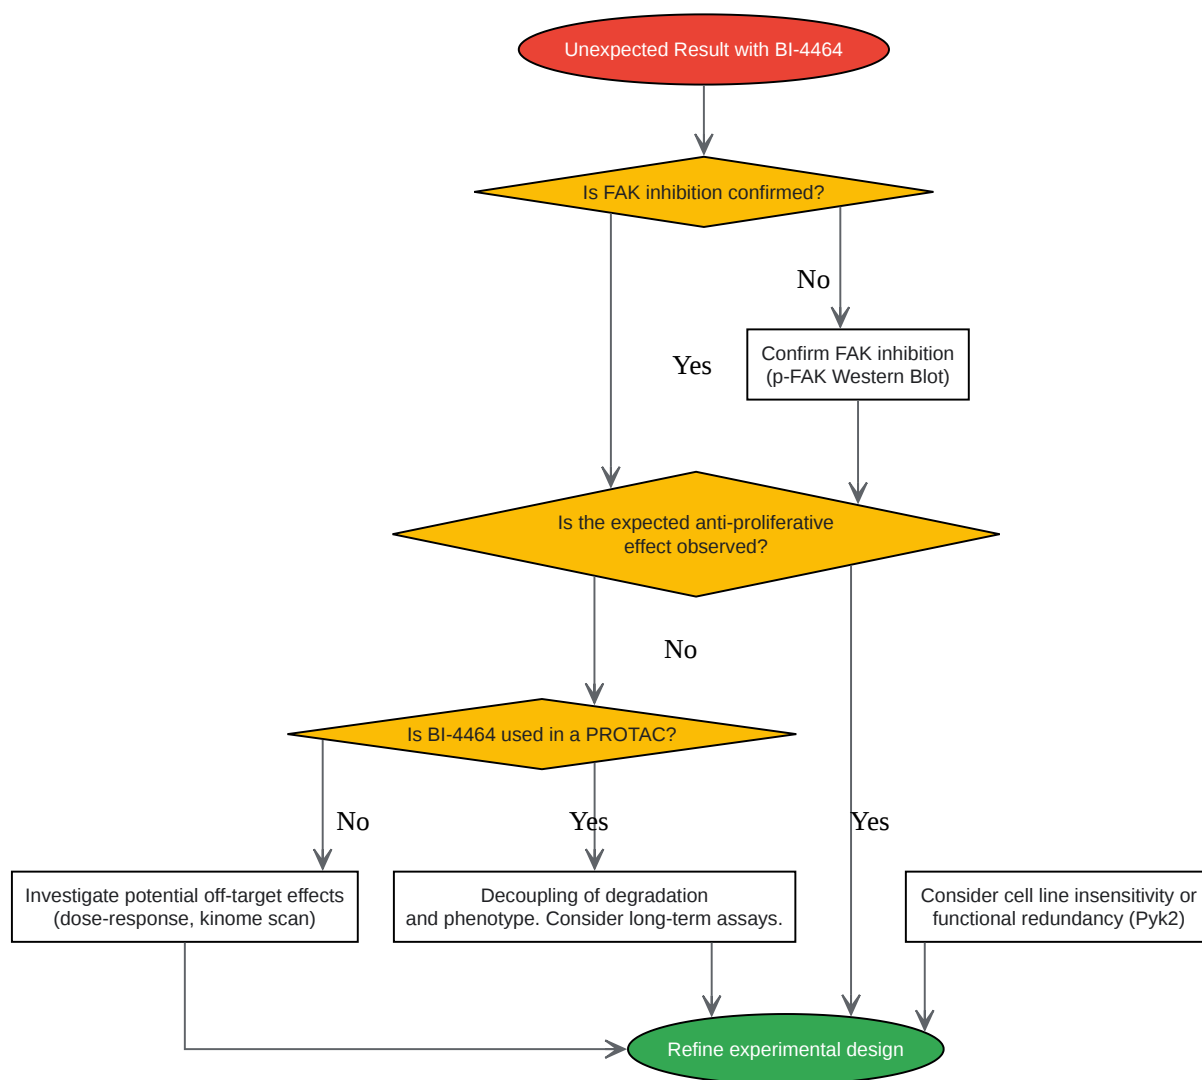 Unexpected Result with BI-4464
Is FAK inhibition confirmed?
No
Yes
Confirm FAK inhibition
(p-FAK Western Blot)
Is the expected anti-proliferative
effect observed?
No
Is BI-4464 used in a PROTAC?
No
Yes
Yes
Investigate potential off-target effects
(dose-response, kinome scan)
Decoupling of degradation
and phenotype. Consider long-term assays.
Consider cell line insensitivity or
functional redundancy (Pyk2)
Refine experimental design